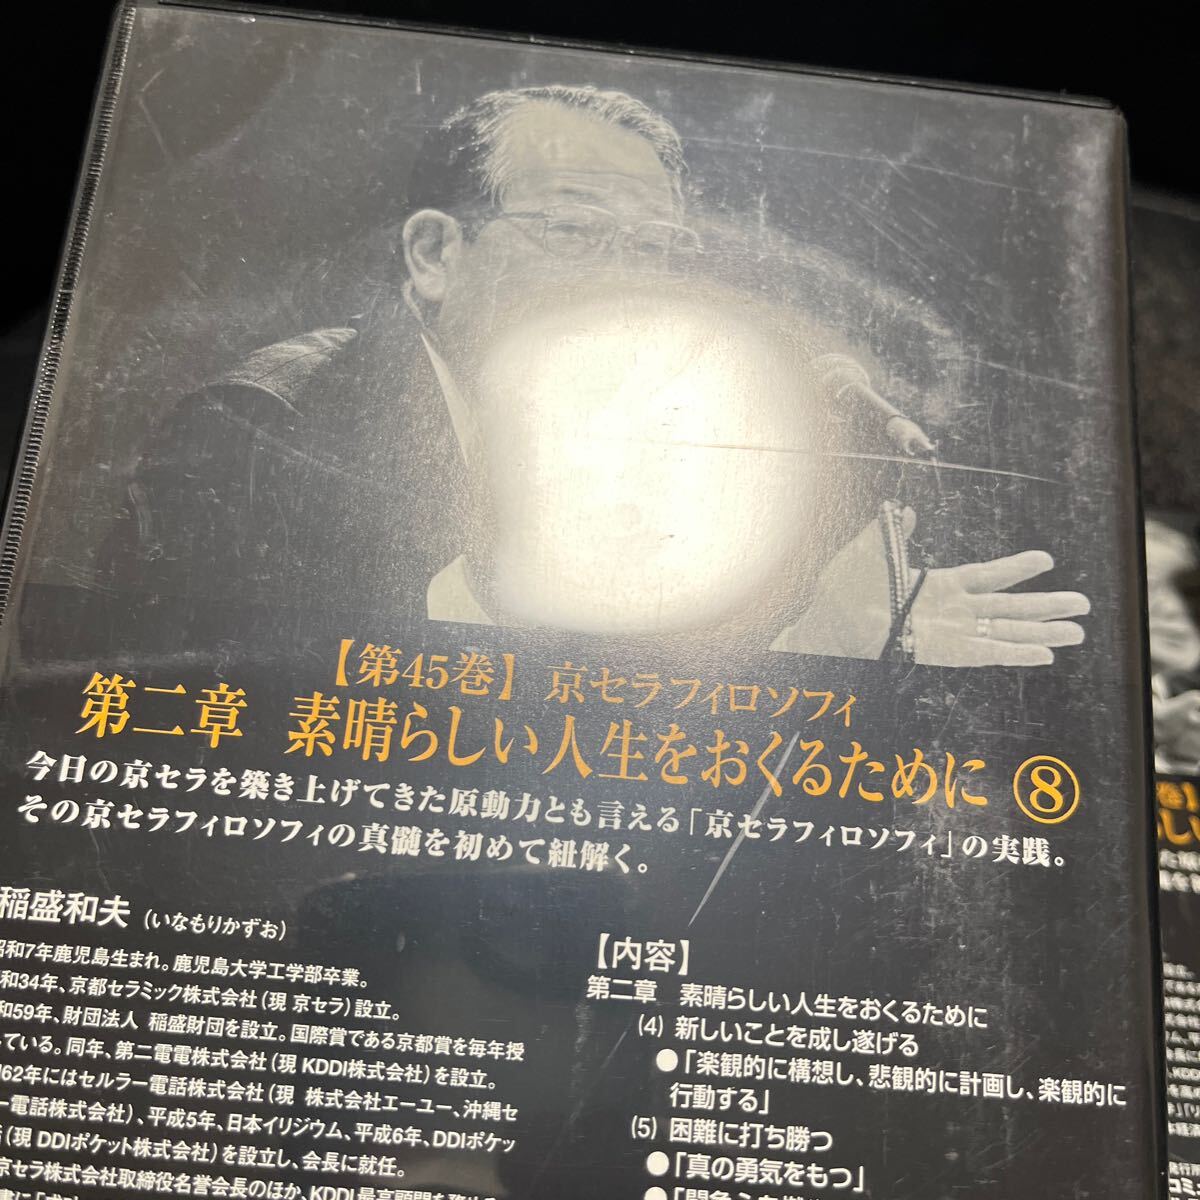 【第45巻】 京セラフィロソフィ
第二章 素晴らしい人生をおくるために ⑧
今日の京セラを築き上げてきた原動力とも言える「京セラフィロソフィ」の実践。
その京セラフィロソフィの真髄を初めて紐解く。
稲盛和夫 (いなもりかずお)
昭和7年鹿児島生まれ。鹿児島大学工学部卒業。
和34年、京都セラミック株式会社(現 京セラ)設立。
和59年、財団法人 稲盛財団を設立。国際賞である京都賞を毎年授
ている。同年、第二電電株式会社(現 KDDI株式会社)を設立。
62年にはセルラー電話株式会社(現 株式会社エーユー、沖縄セ
ー電話株式会社)、平成5年、日本イリジウム、平成6年、DDIポケッ
(現 DDIポケット株式会社)を設立し、会長に就任。
京セラ株式会社取締役名誉会長のほか、KDDI最高顧問を務める
【内容】
第二章 素晴らしい人生をおくるために
(4) 新しいことを成し遂げる
●「楽観的に構想し、悲観的に計画し、楽観的に
行動する」
(5) 困難に打ち勝つ
●「真の勇気をもつ」